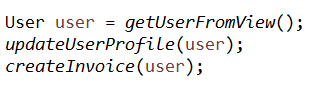 User user = getUserFromView();
updateUserProfile(user);
createInvoice(user);